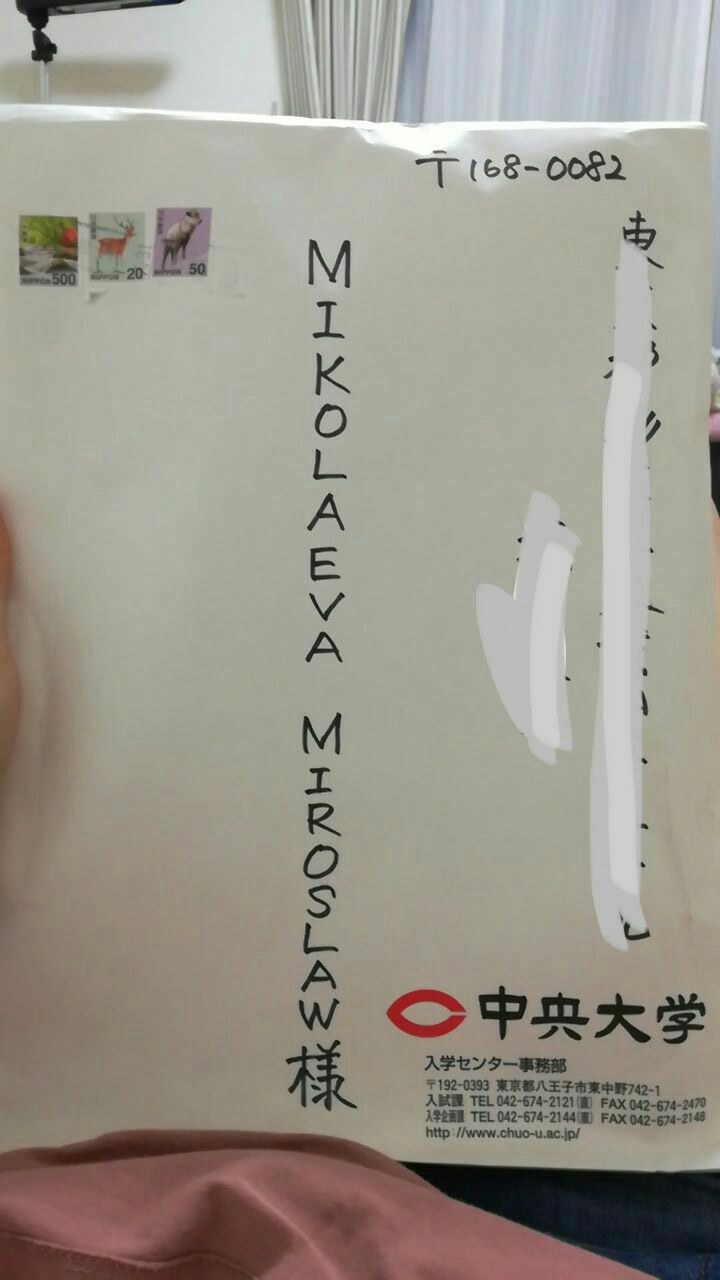 〒168-0082
東
MIKOLAEVA MIROSLAW様
NIPPON 500
NIPPON 20
NIPPON 50
中央大学
入学センター事務部
〒192-0393 東京都八王子市東中野742-1
入試課 TEL 042-674-2121(直) FAX 042-674-2470
入学企画課 TEL 042-674-2144(直) FAX 042-674-2148
http://www.chuo-u.ac.jp/